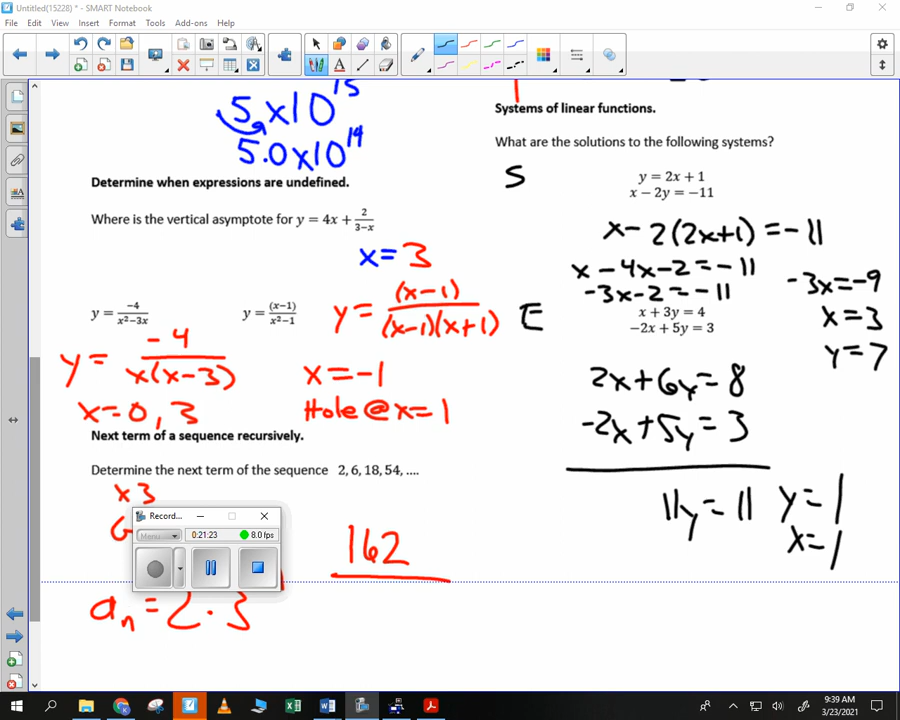 Untitled(15228) * - SMART Notebook
File Edit View Insert Format Tools Add-ons Help
5 x10^15
5.0x10^14
Determine when expressions are undefined.
Where is the vertical asymptote for y = 4x + 2/(3−x)
x= 3
y = −4/(x²−3x)
y = (x−1)/(x²−1)
y = (x-1)/((x-1)(x+1))
y = -4/(x(x-3))
x=0, 3
x=-1
Hole @ x=1
Next term of a sequence recursively.
Determine the next term of the sequence 2, 6, 18, 54, ....
x3
G
162
a_n = 2 · 3
Record...
Menu
0:21:23
8.0 fps
Systems of linear functions.
What are the solutions to the following systems?
S
y = 2x + 1
x − 2y = −11
x - 2(2x+1) = -11
x - 4x - 2 = -11
-3x - 2 = -11
-3x=-9
x=3
y=7
E
x + 3y = 4
−2x + 5y = 3
2x+6y=8
-2x+5y=3
11y=11
y=1
x=1
9:39 AM
3/23/2021